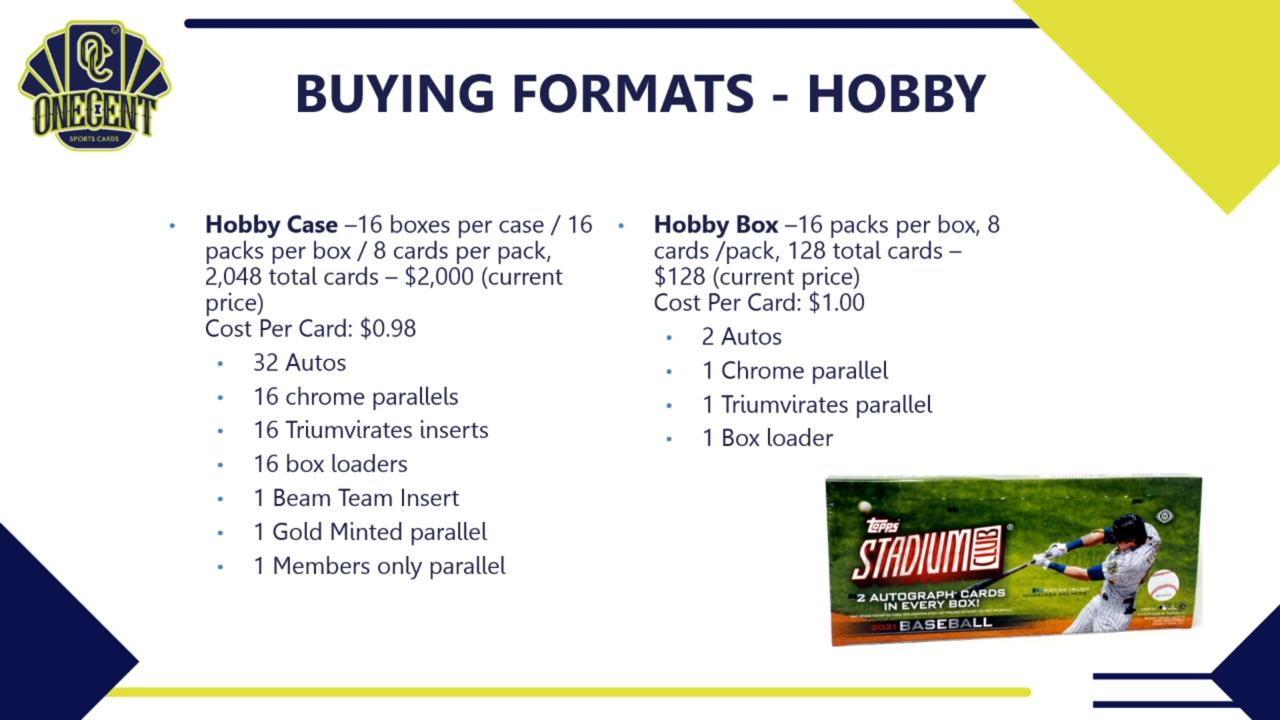 OC
ONECENT
SPORTS CARDS
BUYING FORMATS - HOBBY
• Hobby Case –16 boxes per case / 16
packs per box / 8 cards per pack,
2,048 total cards – $2,000 (current
price)
Cost Per Card: $0.98
• 32 Autos
• 16 chrome parallels
• 16 Triumvirates inserts
• 16 box loaders
• 1 Beam Team Insert
• 1 Gold Minted parallel
• 1 Members only parallel
• Hobby Box –16 packs per box, 8
cards /pack, 128 total cards –
$128 (current price)
Cost Per Card: $1.00
• 2 Autos
• 1 Chrome parallel
• 1 Triumvirates parallel
• 1 Box loader
Topps
STADIUM CLUB ®
2 AUTOGRAPH CARDS
IN EVERY BOX!
2021 BASEBALL